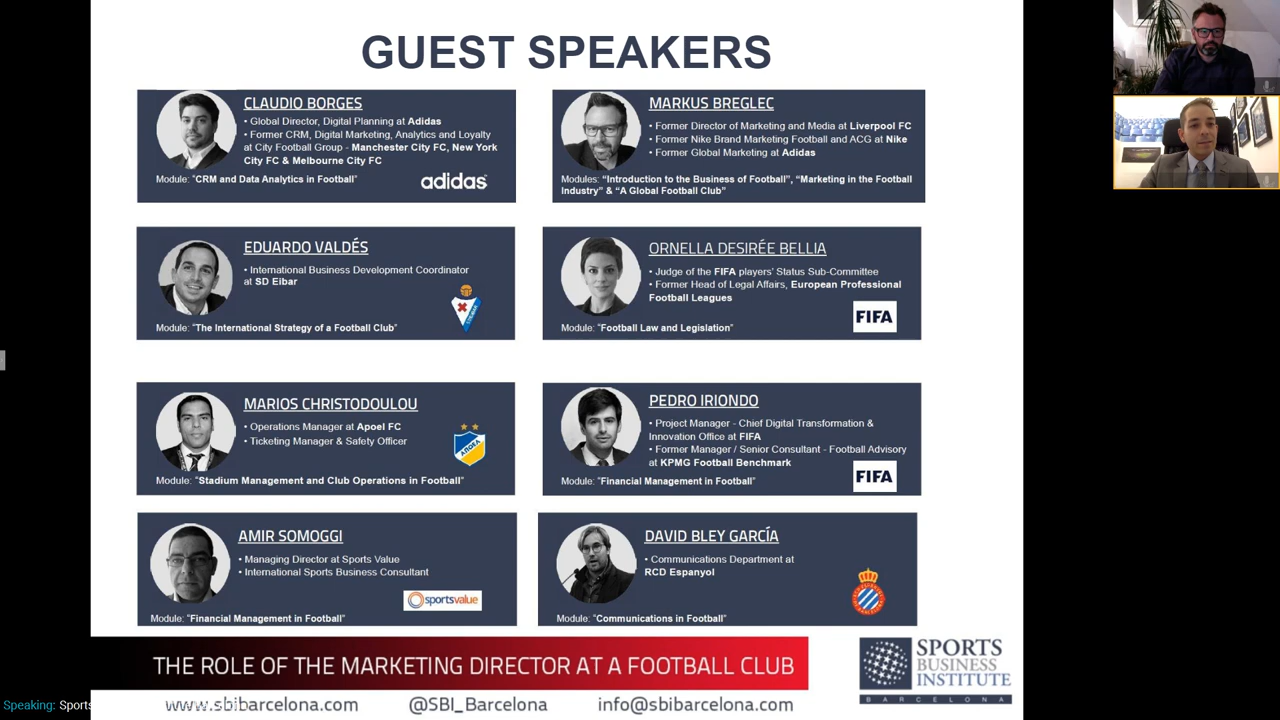 GUEST SPEAKERS
CLAUDIO BORGES
• Global Director, Digital Planning at Adidas
• Former CRM, Digital Marketing, Analytics and Loyalty
at City Football Group - Manchester City FC, New York
City FC & Melbourne City FC
Module: "CRM and Data Analytics in Football"
adidas
MARKUS BREGLEC
• Former Director of Marketing and Media at Liverpool FC
• Former Nike Brand Marketing Football and ACG at Nike
• Former Global Marketing at Adidas
Modules: "Introduction to the Business of Football", "Marketing in the Football
Industry" & "A Global Football Club"
EDUARDO VALDÉS
• International Business Development Coordinator
at SD Eibar
Module: "The International Strategy of a Football Club"
ORNELLA DESIRÉE BELLIA
• Judge of the FIFA players' Status Sub-Committee
• Former Head of Legal Affairs, European Professional
Football Leagues
FIFA
Module: "Football Law and Legislation"
MARIOS CHRISTODOULOU
• Operations Manager at Apoel FC
• Ticketing Manager & Safety Officer
Module: "Stadium Management and Club Operations in Football"
PEDRO IRIONDO
• Project Manager - Chief Digital Transformation &
Innovation Office at FIFA
• Former Manager / Senior Consultant - Football Advisory
at KPMG Football Benchmark
FIFA
Module: "Financial Management in Football"
AMIR SOMOGGI
• Managing Director at Sports Value
• International Sports Business Consultant
sportsvalue
Module: "Financial Management in Football"
DAVID BLEY GARCÍA
• Communications Department at
RCD Espanyol
Module: "Communications in Football"
THE ROLE OF THE MARKETING DIRECTOR AT A FOOTBALL CLUB
SPORTS
BUSINESS
INSTITUTE
BARCELONA
Speaking: Sports
www.sbibarcelona.com @SBI_Barcelona info@sbibarcelona.com